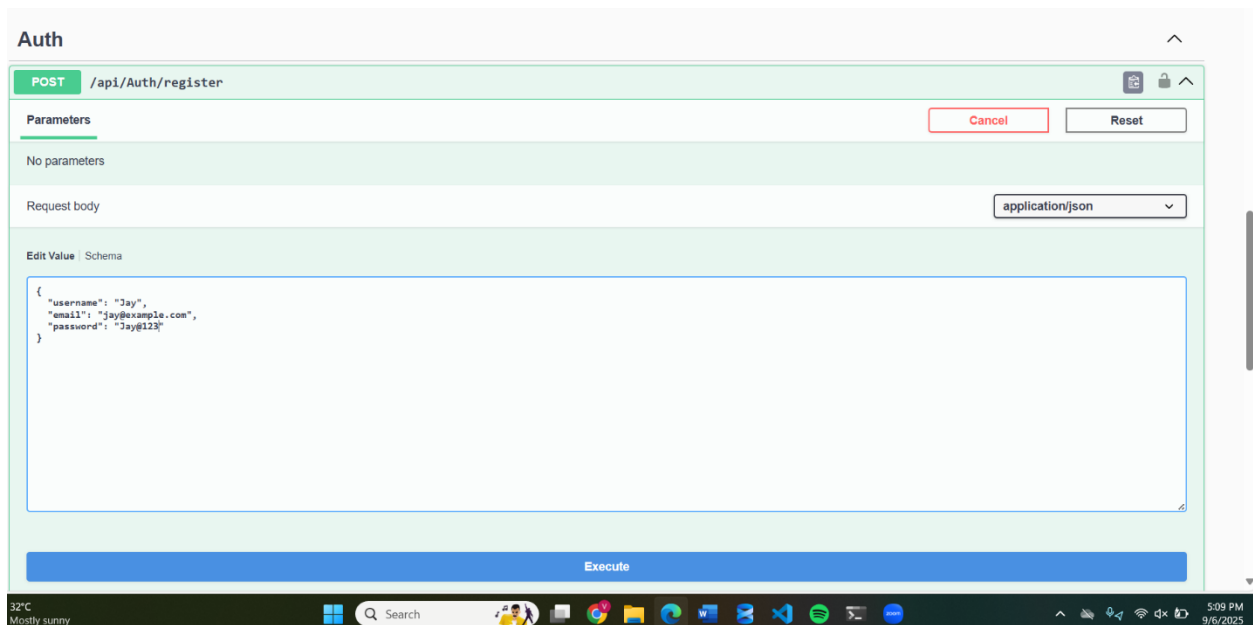 Auth
POST /api/Auth/register
Parameters
Cancel
Reset
No parameters
Request body
application/json
Edit Value | Schema
{
"username": "Jay",
"email": "jay@example.com",
"password": "Jay@123"
}
Execute
32°C
Mostly sunny
Search
zoom
5:09 PM
9/6/2025